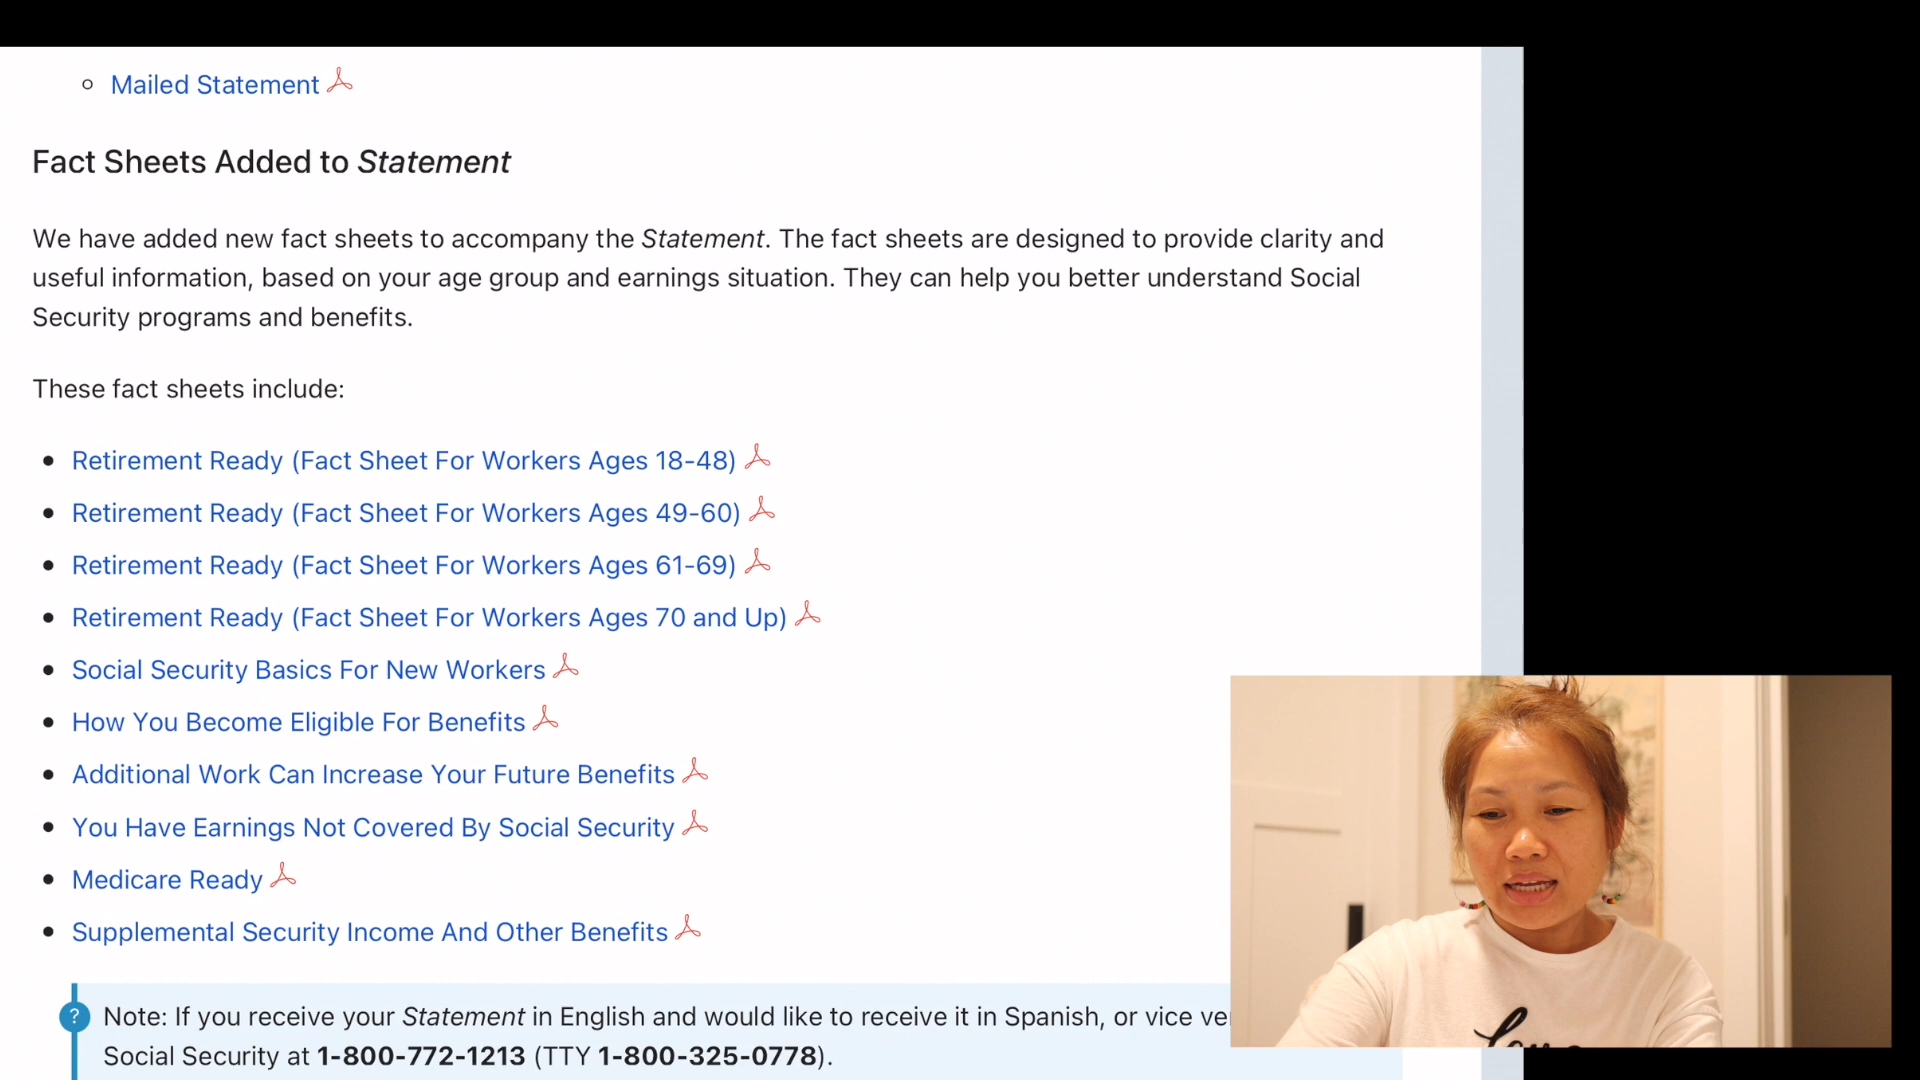 Mailed Statement
Fact Sheets Added to Statement
We have added new fact sheets to accompany the Statement. The fact sheets are designed to provide clarity and
useful information, based on your age group and earnings situation. They can help you better understand Social
Security programs and benefits.
These fact sheets include:
Retirement Ready (Fact Sheet For Workers Ages 18-48)
Retirement Ready (Fact Sheet For Workers Ages 49-60)
Retirement Ready (Fact Sheet For Workers Ages 61-69)
Retirement Ready (Fact Sheet For Workers Ages 70 and Up)
Social Security Basics For New Workers
How You Become Eligible For Benefits
Additional Work Can Increase Your Future Benefits
You Have Earnings Not Covered By Social Security
Medicare Ready
Supplemental Security Income And Other Benefits
? Note: If you receive your Statement in English and would like to receive it in Spanish, or vice
Social Security at 1-800-772-1213 (TTY 1-800-325-0778).